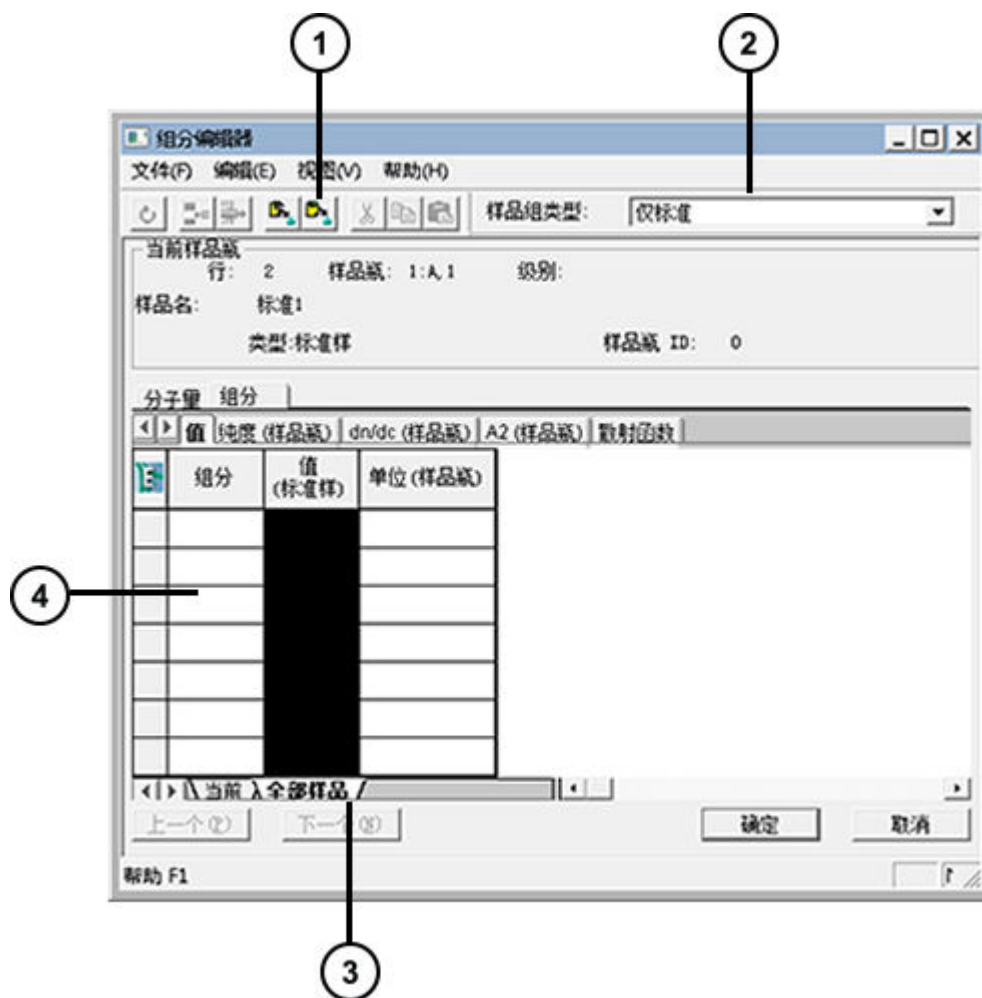 1
2
组分编辑器
文件(F) 编辑(E) 视图(V) 帮助(H)
样品组类型: 仅标准
当前样品瓶
行: 2 样品瓶: 1:A,1 级别:
样品名: 标准1
类型:标准样 样品瓶 ID: 0
分子量 组分
值 纯度 (样品瓶) dn/dc (样品瓶) A2 (样品瓶) 散射函数
组分 值 (标准样) 单位 (样品瓶)
4
当前 全部样品
上一个(P) 下一个(N) 确定 取消
帮助 F1
3